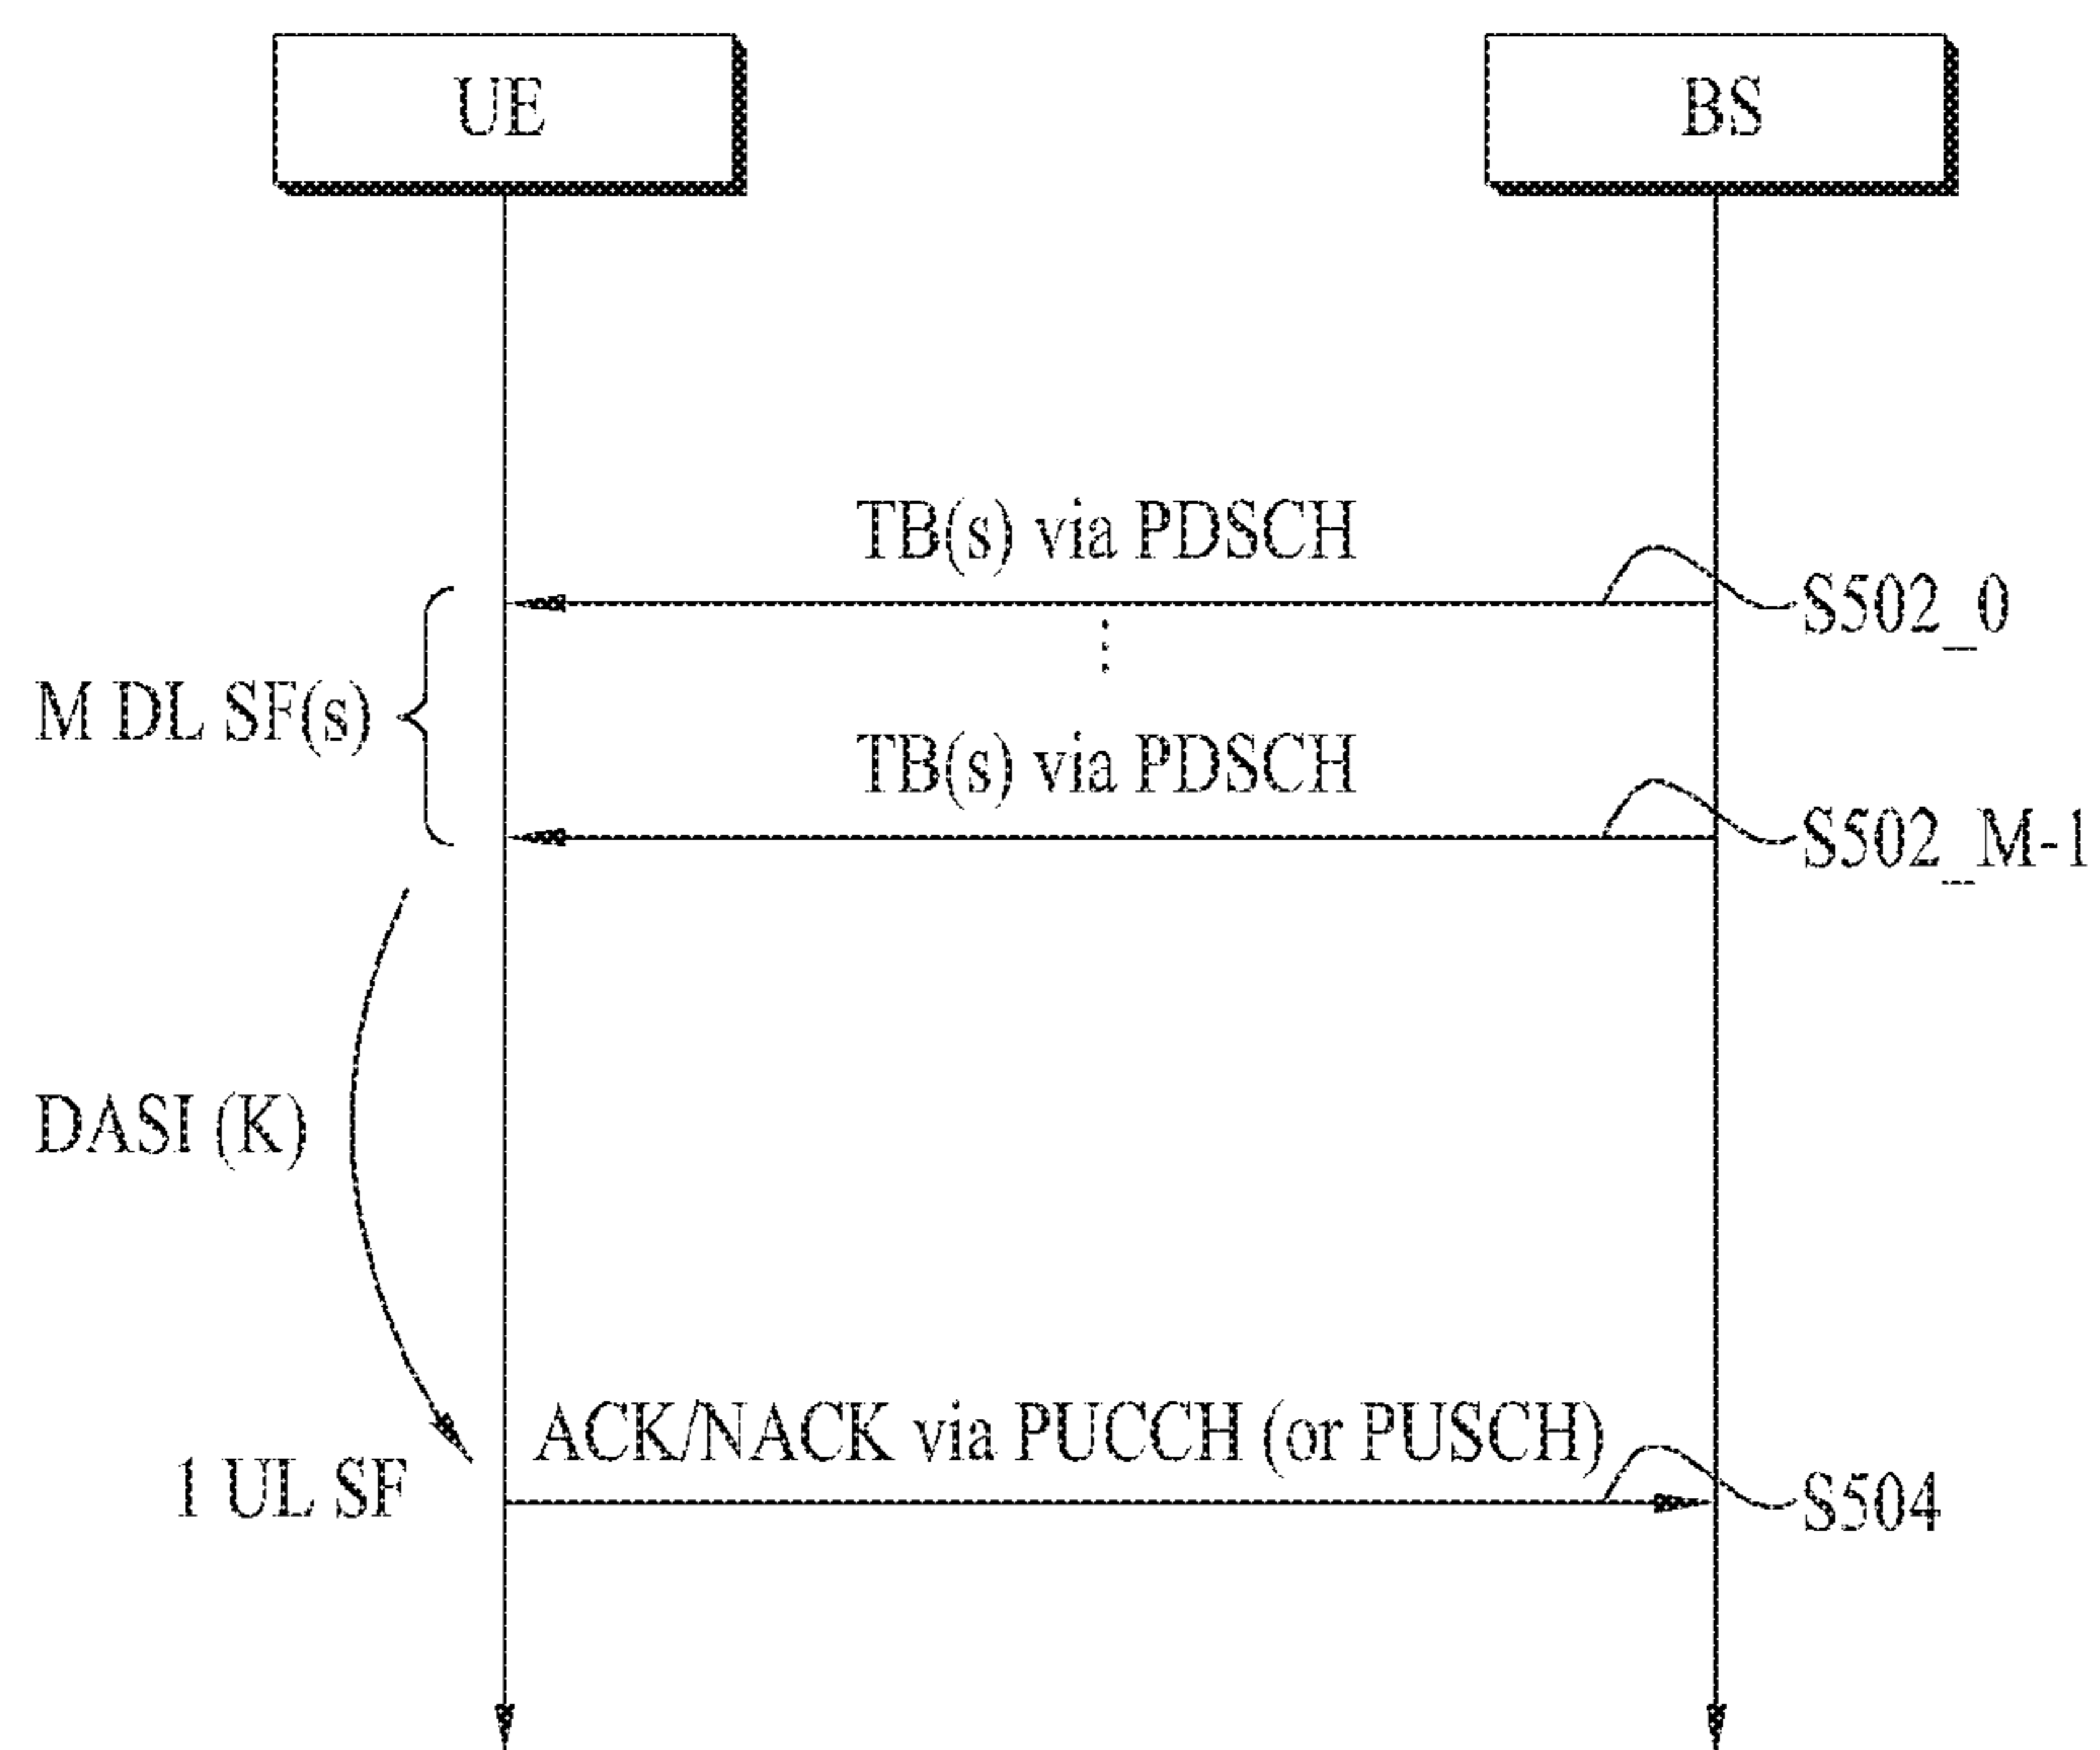 UE
BS
TB(s) via PDSCH
S502_0
M DL SF(s)
TB(s) via PDSCH
S502_M-1
DASI (K)
ACK/NACK via PUCCH (or PUSCH)
1 UL SF
S504